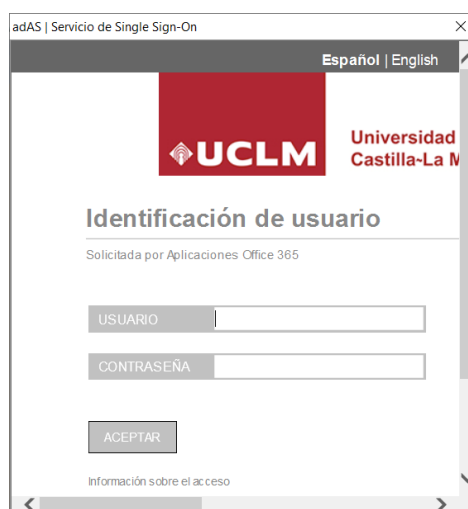 adAS | Servicio de Single Sign-On
Español | English
UCLM
Universidad
Castilla~La
Identificación de usuario
Solicitada por Aplicaciones Office 365
USUARIO
CONTRASEÑA
ACEPTAR
Información sobre el acceso